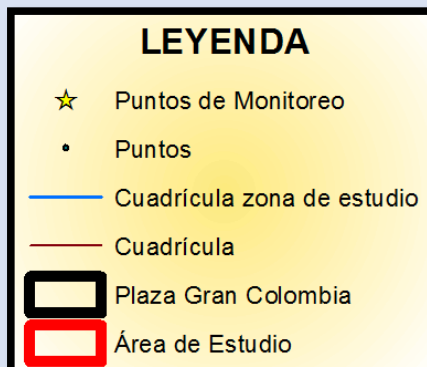 LEYENDA
Puntos de Monitoreo
Puntos
Cuadrícula zona de estudio
Cuadrícula
Plaza Gran Colombia
Área de Estudio